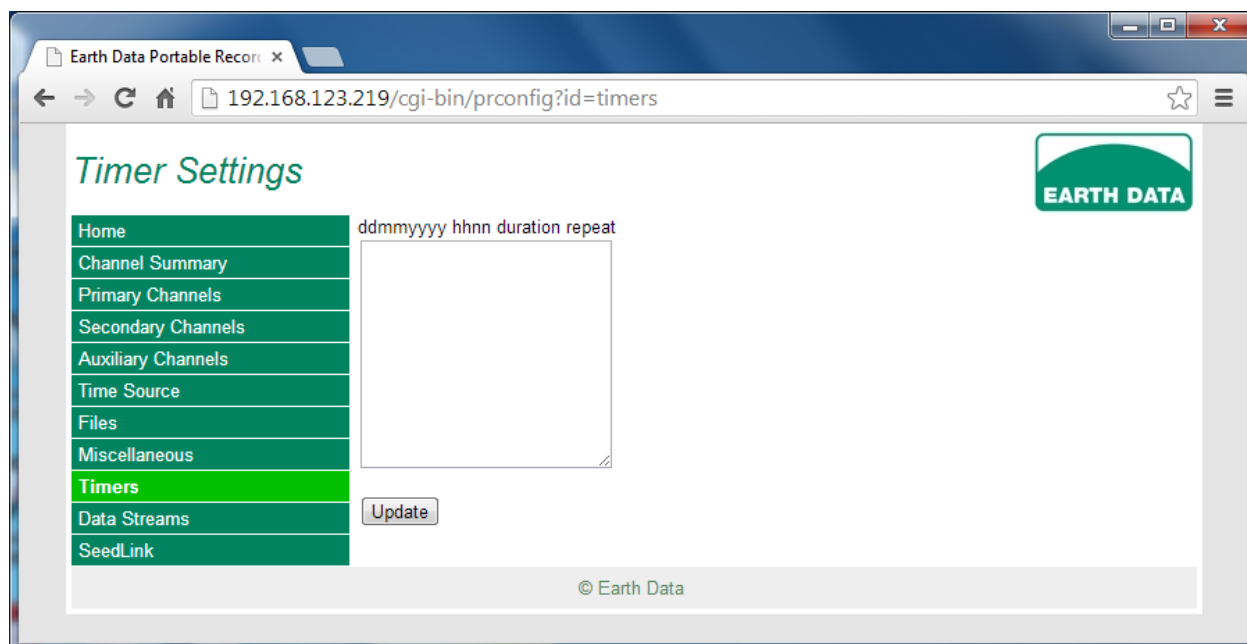 Earth Data Portable Recor
192.168.123.219/cgi-bin/prconfig?id=timers
Timer Settings
EARTH DATA
Home
Channel Summary
Primary Channels
Secondary Channels
Auxiliary Channels
Time Source
Files
Miscellaneous
Timers
Data Streams
SeedLink
ddmmyyyy hhnn duration repeat
Update
© Earth Data